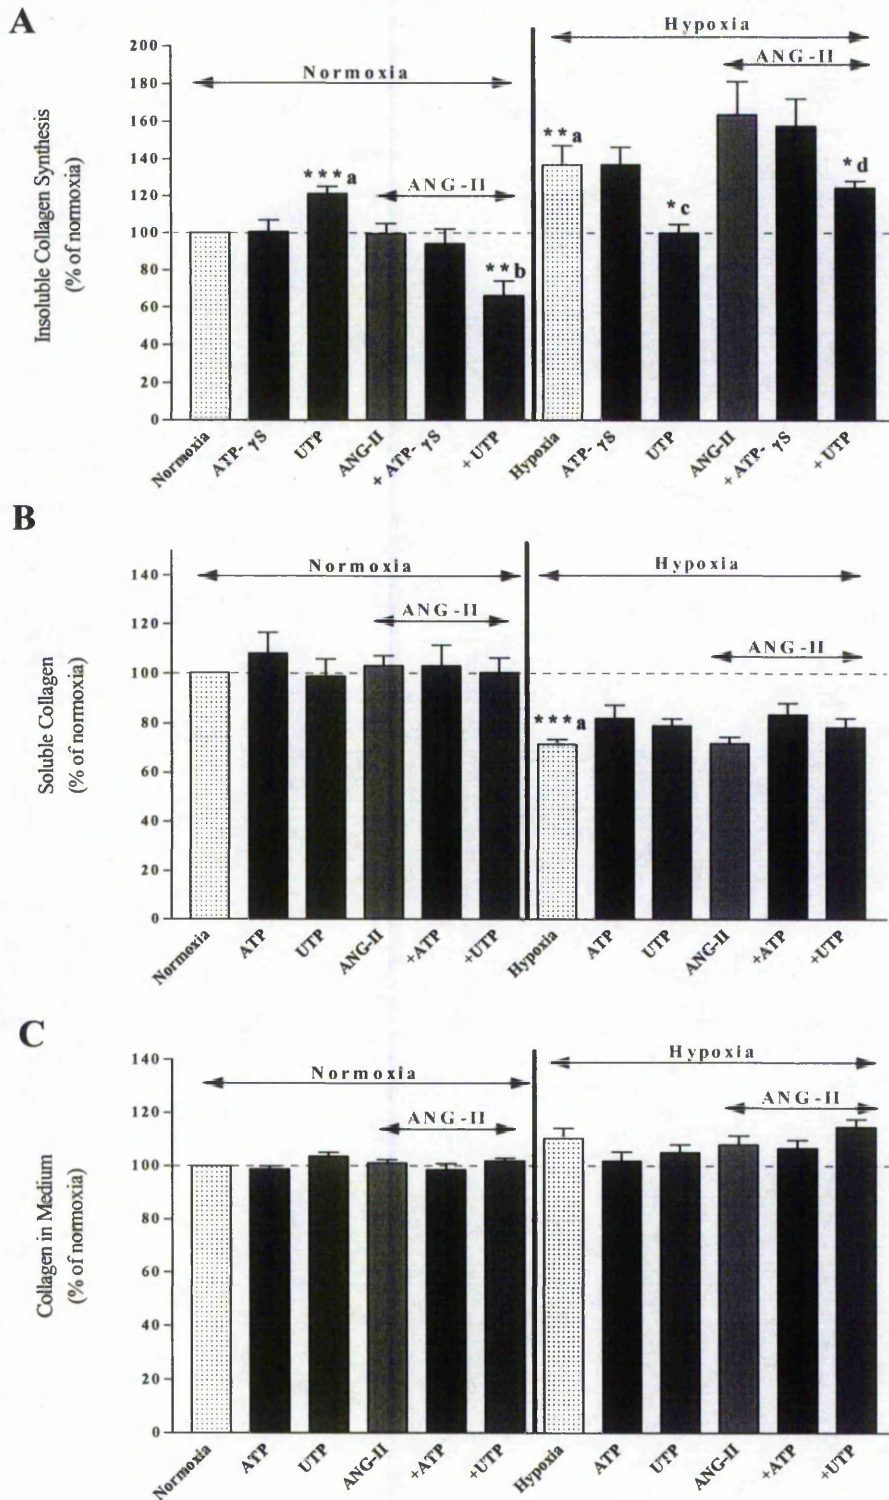 A
Hypoxia
ANG-II
Normoxia
ANG-II
200
180
160
140
120
100
80
60
40
20
0
Insoluble Collagen Synthesis
(% of normoxia)
***a
**b
**a
*c
*d
Normoxia
ATP- γS
UTP
ANG-II
+ ATP- γS
+ UTP
Hypoxia
ATP- γS
UTP
ANG-II
+ ATP- γS
+ UTP
B
Normoxia
Hypoxia
ANG-II
ANG-II
140
120
100
80
60
40
20
0
Soluble Collagen
(% of normoxia)
***a
Normoxia
ATP
UTP
ANG-II
+ATP
+UTP
Hypoxia
ATP
UTP
ANG-II
+ATP
+UTP
C
Normoxia
Hypoxia
ANG-II
ANG-II
140
120
100
80
60
40
20
0
Collagen in Medium
(% of normoxia)
Normoxia
ATP
UTP
ANG-II
+ATP
+UTP
Hypoxia
ATP
UTP
ANG-II
+ATP
+UTP